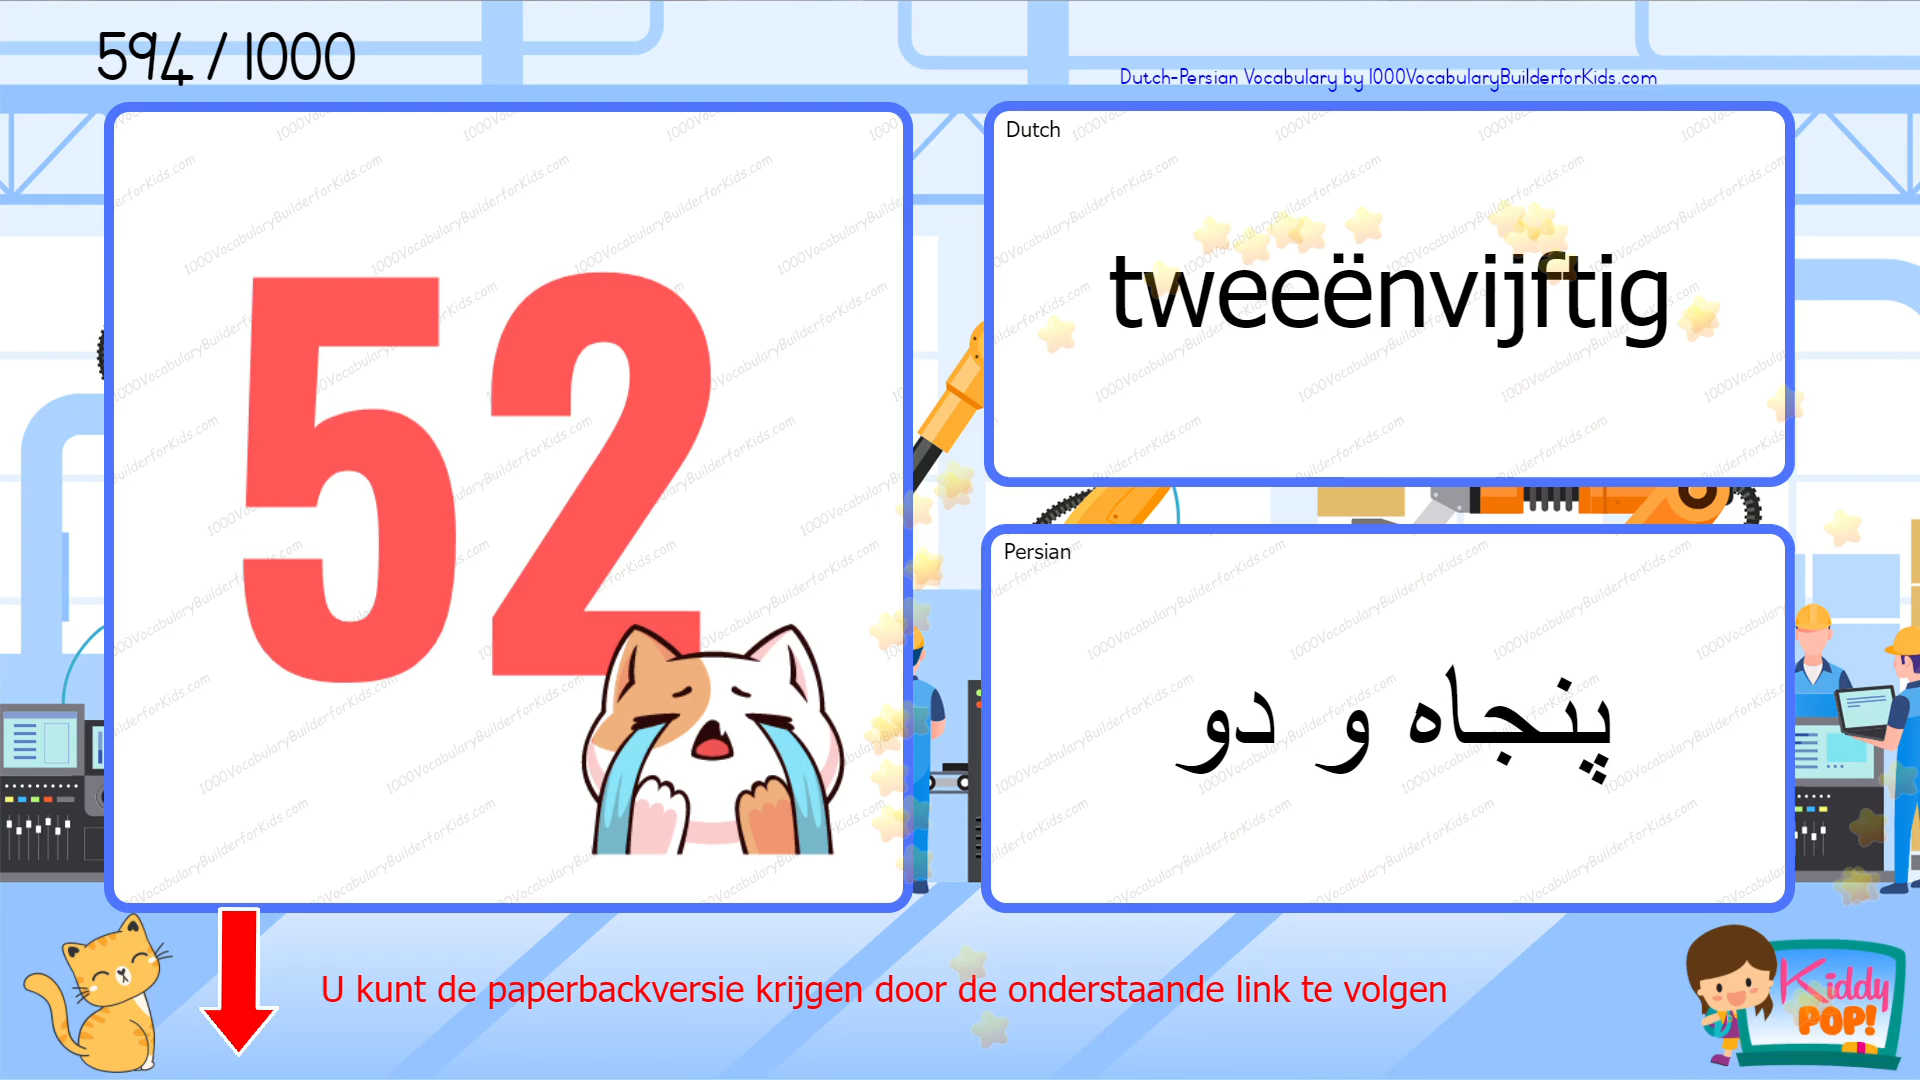 594 / 1000
Dutch-Persian Vocabulary by 1000VocabularyBuilderforKids.com
52
Dutch
tweeënvijftig
Persian
پنجاه و دو
U kunt de paperbackversie krijgen door de onderstaande link te volgen
Kiddy
POP!